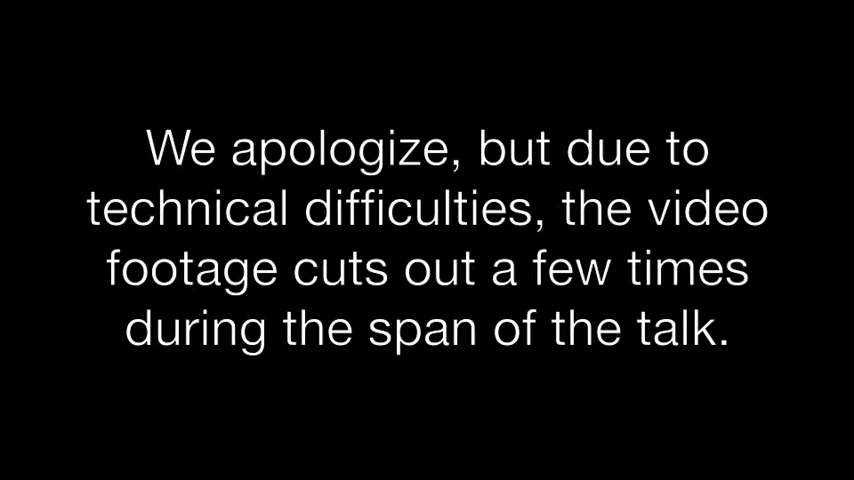 We apologize, but due to
technical difficulties, the video
footage cuts out a few times
during the span of the talk.